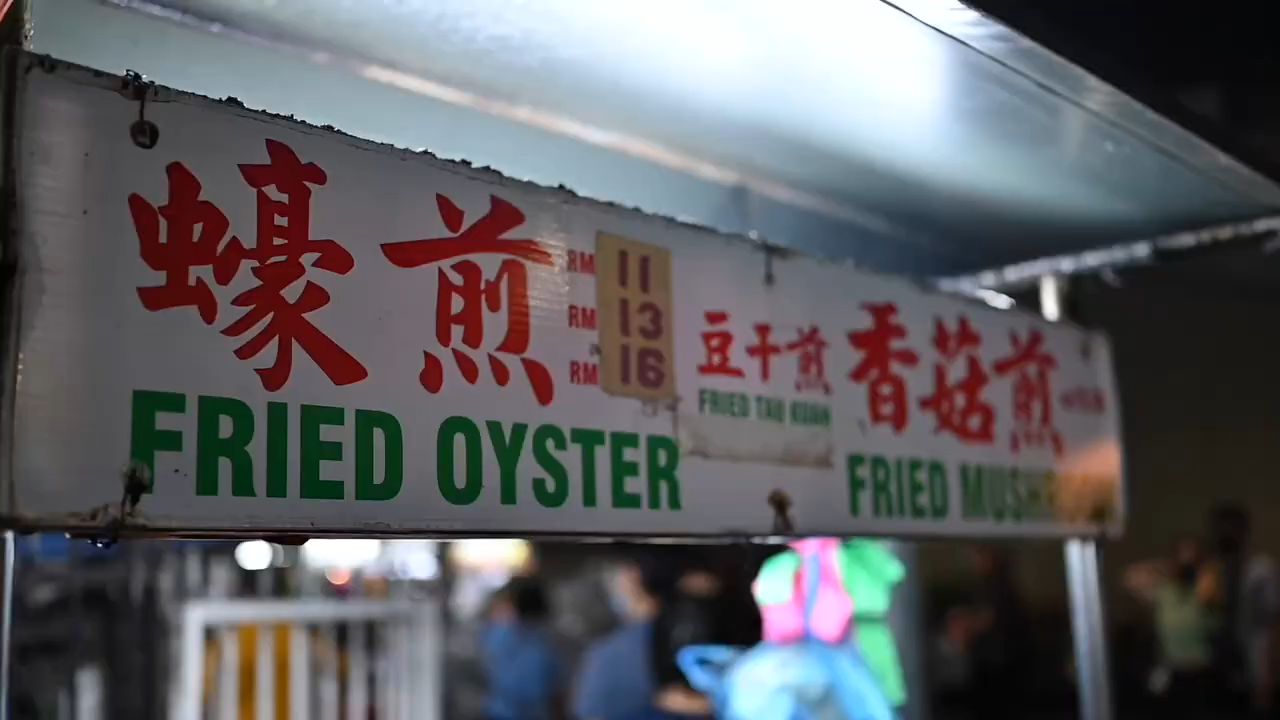 蠔煎
RM 11
RM 13
RM 16
FRIED OYSTER
豆干煎
FRIED TAU KUAN
香菇煎
FRIED